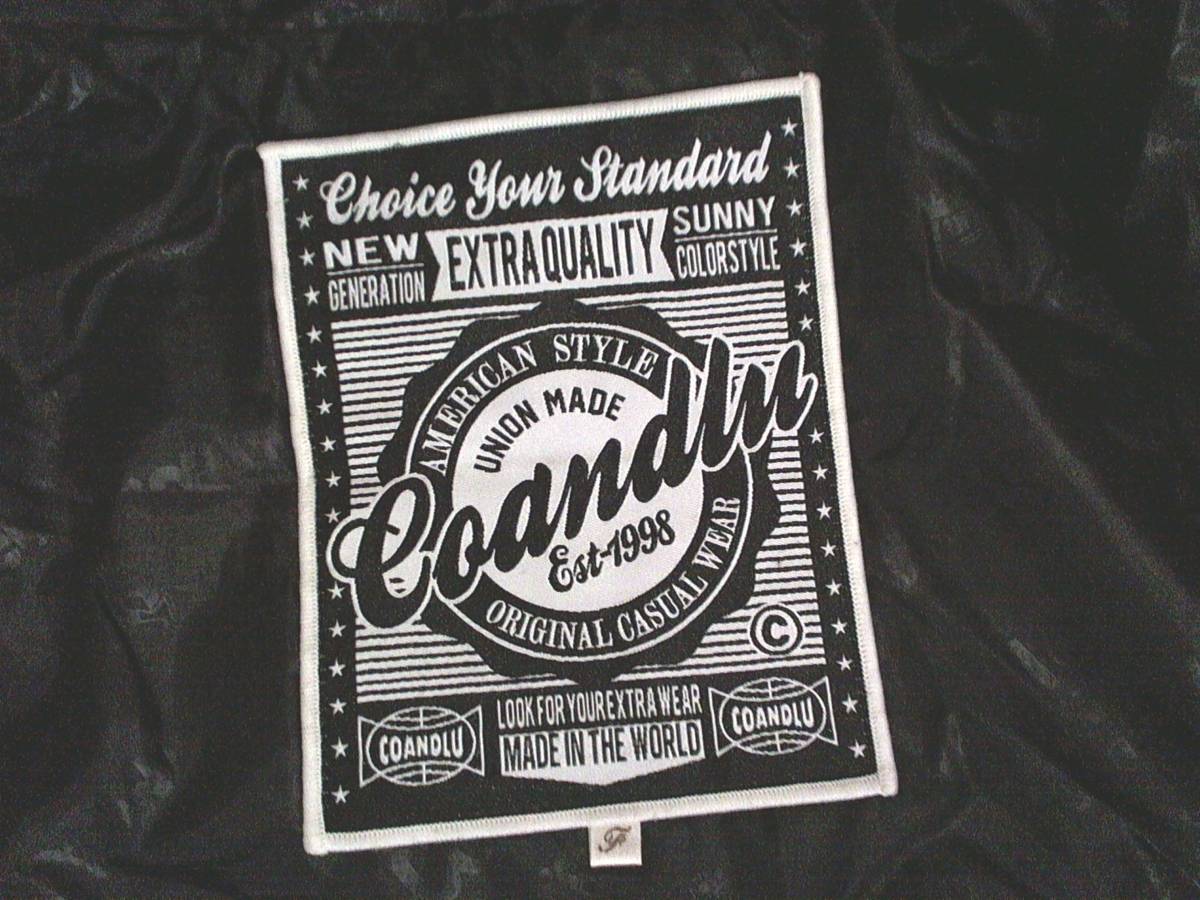 Choice Your Standard
NEW
GENERATION
EXTRA QUALITY
SUNNY
COLORSTYLE
AMERICAN STYLE
UNION MADE
Coandlu
Est-1998
ORIGINAL CASUAL WEAR
©
COANDLU
LOOK FOR YOUR EXTRA WEAR
MADE IN THE WORLD
COANDLU
F